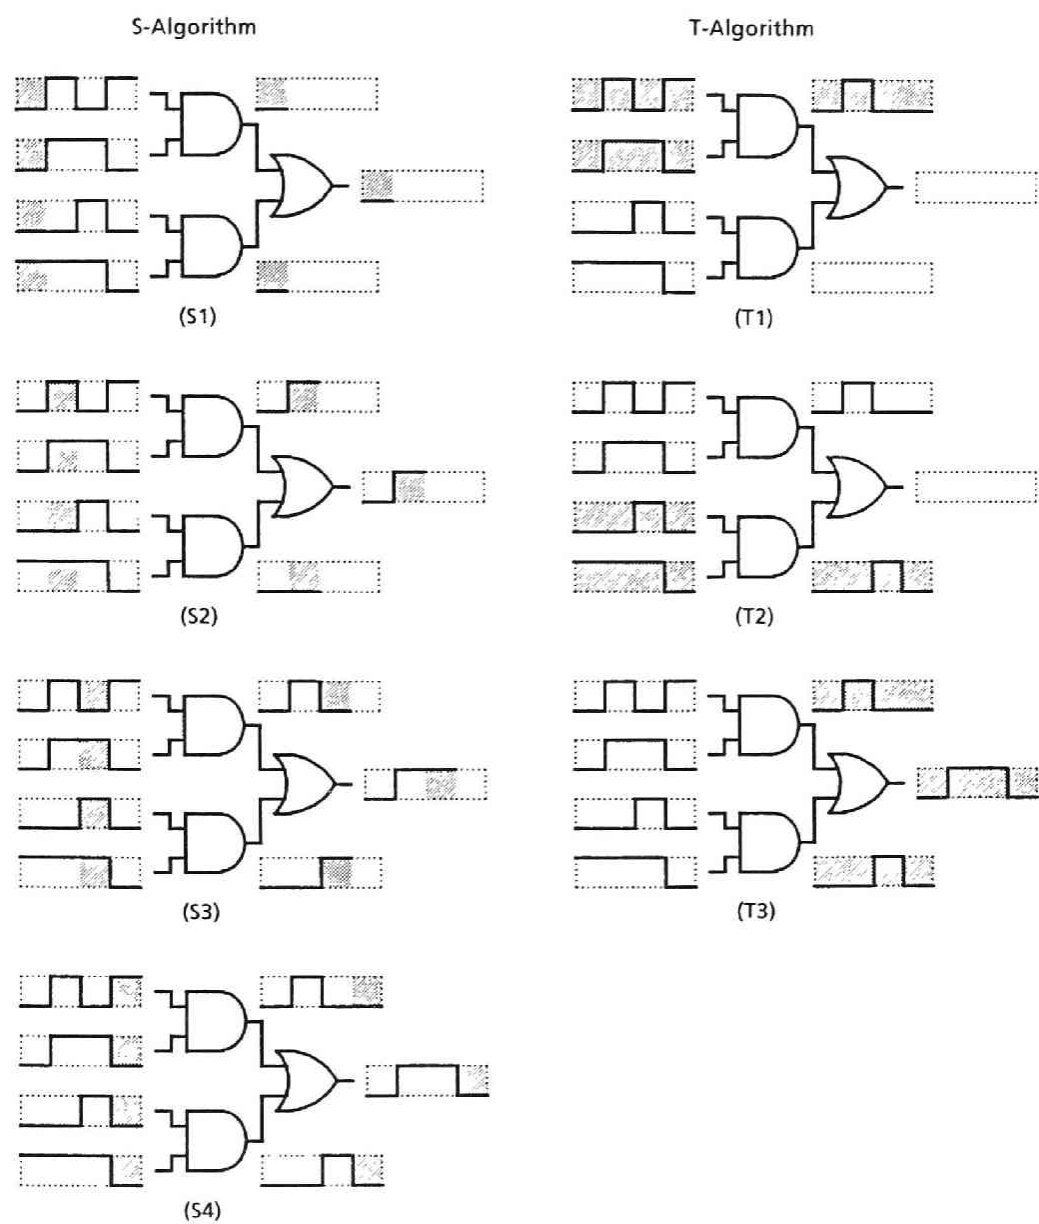 S-Algorithm
T-Algorithm
(S1)
(T1)
(S2)
(T2)
(S3)
(T3)
(S4)